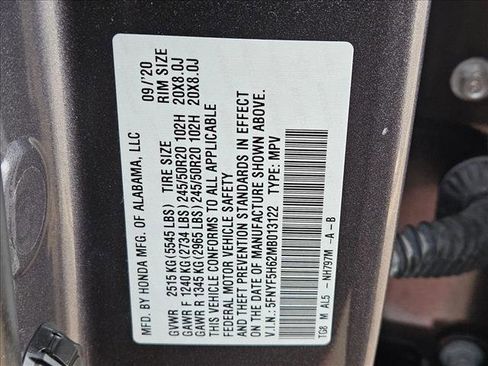 MFD. BY HONDA MFG. OF ALABAMA, LLC 09/'20
TIRE SIZE RIM SIZE
GVWR 2515 KG (5545 LBS)
GAWR F 1240 KG (2734 LBS) 245/50R20 102H 20X8.0J
GAWR R 1345 KG (2965 LBS) 245/50R20 102H 20X8.0J
THIS VEHICLE CONFORMS TO ALL APPLICABLE
FEDERAL MOTOR VEHICLE SAFETY
AND THEFT PREVENTION STANDARDS IN EFFECT
ON THE DATE OF MANUFACTURE SHOWN ABOVE.
V.I.N.: 5FNYF5H62MB013122 TYPE: MPV
TG8 M AL5 - NH797M -A-B